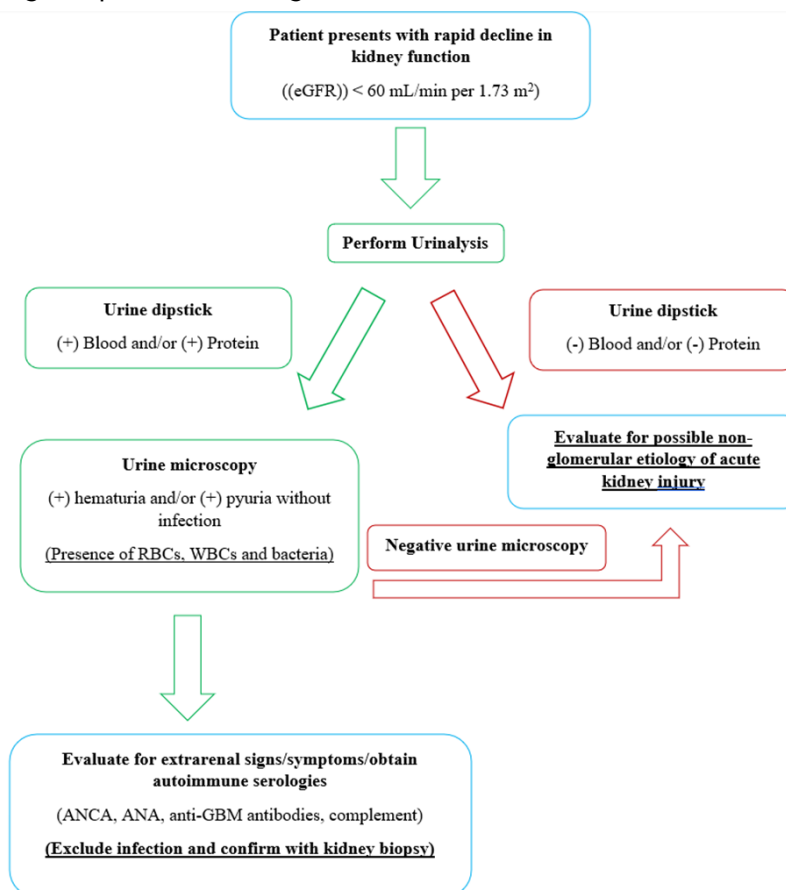 Patient presents with rapid decline in
kidney function
((eGFR)) < 60 mL/min per 1.73 m²)
Perform Urinalysis
Urine dipstick
(+) Blood and/or (+) Protein
Urine dipstick
(-) Blood and/or (-) Protein
Urine microscopy
(+) hematuria and/or (+) pyuria without
infection
(Presence of RBCs, WBCs and bacteria)
Evaluate for possible non-
glomerular etiology of acute
kidney injury
Negative urine microscopy
Evaluate for extrarenal signs/symptoms/obtain
autoimmune serologies
(ANCA, ANA, anti-GBM antibodies, complement)
(Exclude infection and confirm with kidney biopsy)